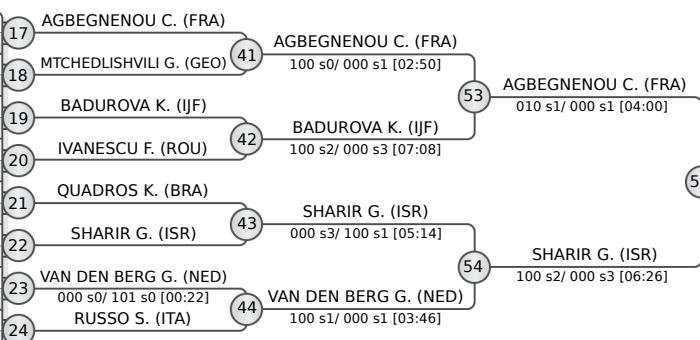 17
AGBEGNENOU C. (FRA)
18
MTCHEDLISHVILI G. (GEO)
19
BADUROVA K. (IJF)
20
IVANESCU F. (ROU)
21
QUADROS K. (BRA)
22
SHARIR G. (ISR)
23
VAN DEN BERG G. (NED)
000 s0/ 101 s0 [00:22]
24
RUSSO S. (ITA)
41
AGBEGNENOU C. (FRA)
100 s0/ 000 s1 [02:50]
42
BADUROVA K. (IJF)
100 s2/ 000 s3 [07:08]
43
SHARIR G. (ISR)
000 s3/ 100 s1 [05:14]
44
VAN DEN BERG G. (NED)
100 s1/ 000 s1 [03:46]
53
AGBEGNENOU C. (FRA)
010 s1/ 000 s1 [04:00]
54
SHARIR G. (ISR)
100 s2/ 000 s3 [06:26]